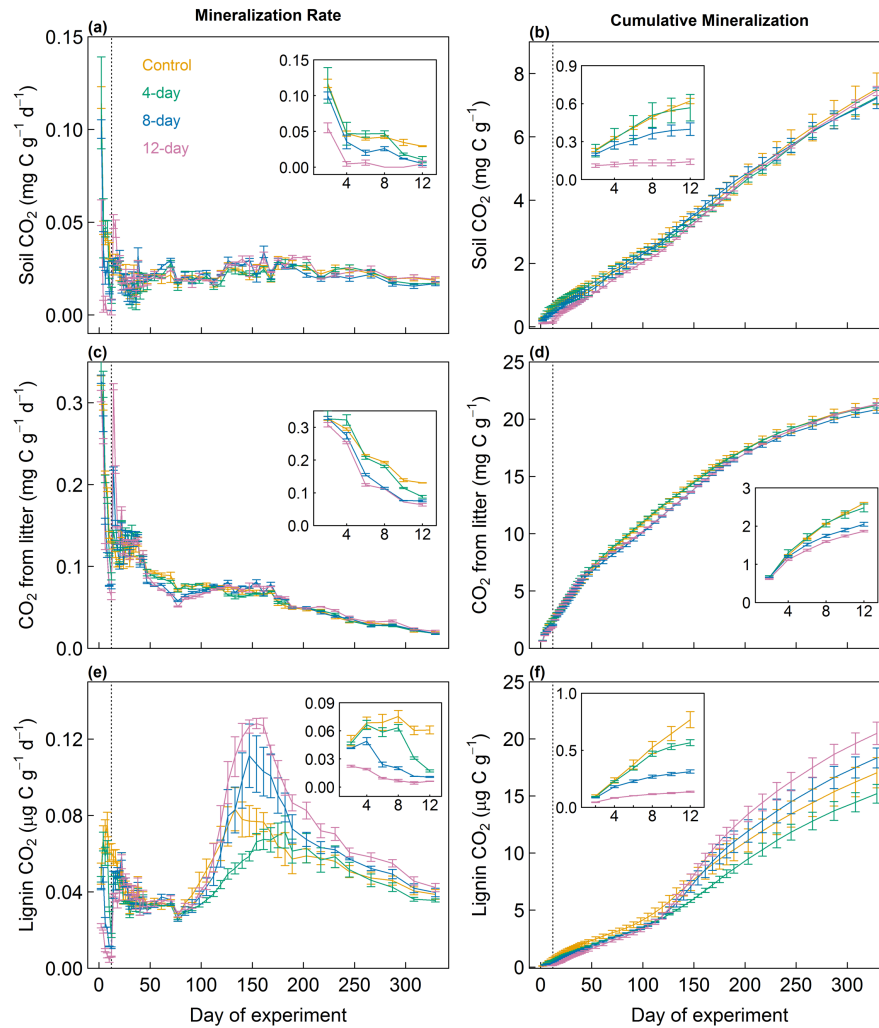 Mineralization Rate
Cumulative Mineralization
(a)
Control
4-day
8-day
12-day
Soil CO₂ (mg C g⁻¹ d⁻¹)
0.15
0.10
0.05
0.00
0.15
0.10
0.05
0.00
4 8 12
(b)
Soil CO₂ (mg C g⁻¹)
8
6
4
2
0
0.9
0.6
0.3
0.0
4 8 12
(c)
CO₂ from litter (mg C g⁻¹ d⁻¹)
0.3
0.2
0.1
0.0
0.3
0.2
0.1
0.0
4 8 12
(d)
CO₂ from litter (mg C g⁻¹)
25
20
15
10
5
0
3
2
1
0
4 8 12
(e)
Lignin CO₂ (µg C g⁻¹ d⁻¹)
0.12
0.08
0.04
0.00
0.09
0.06
0.03
0.00
4 8 12
0 50 100 150 200 250 300
Day of experiment
(f)
Lignin CO₂ (µg C g⁻¹)
25
20
15
10
5
0
1.0
0.5
0.0
4 8 12
0 50 100 150 200 250 300
Day of experiment